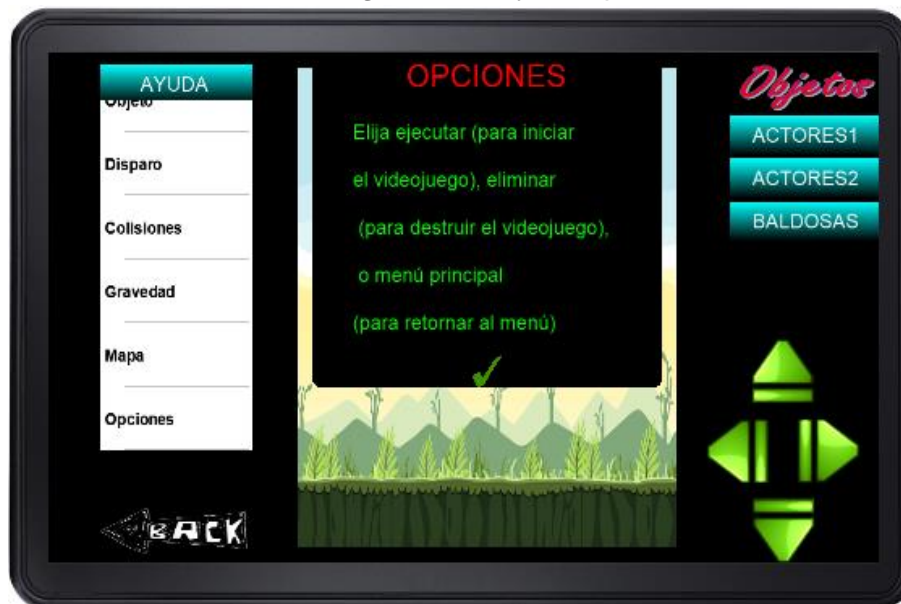 AYUDA
Objeto
Disparo
Colisiones
Gravedad
Mapa
Opciones
BACK
OPCIONES
Elija ejecutar (para iniciar
el videojuego), eliminar
(para destruir el videojuego),
o menú principal
(para retornar al menú)
Objetos
ACTORES1
ACTORES2
BALDOSAS